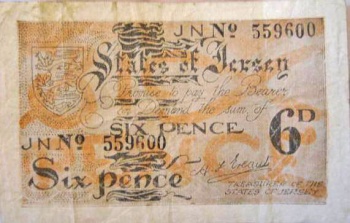 JN No 559600
States of Jersey
Promise to pay the Bearer
on Demand the sum of
SIX PENCE
6D
JN No 559600
Six pence
TREASURER OF THE
STATES OF JERSEY